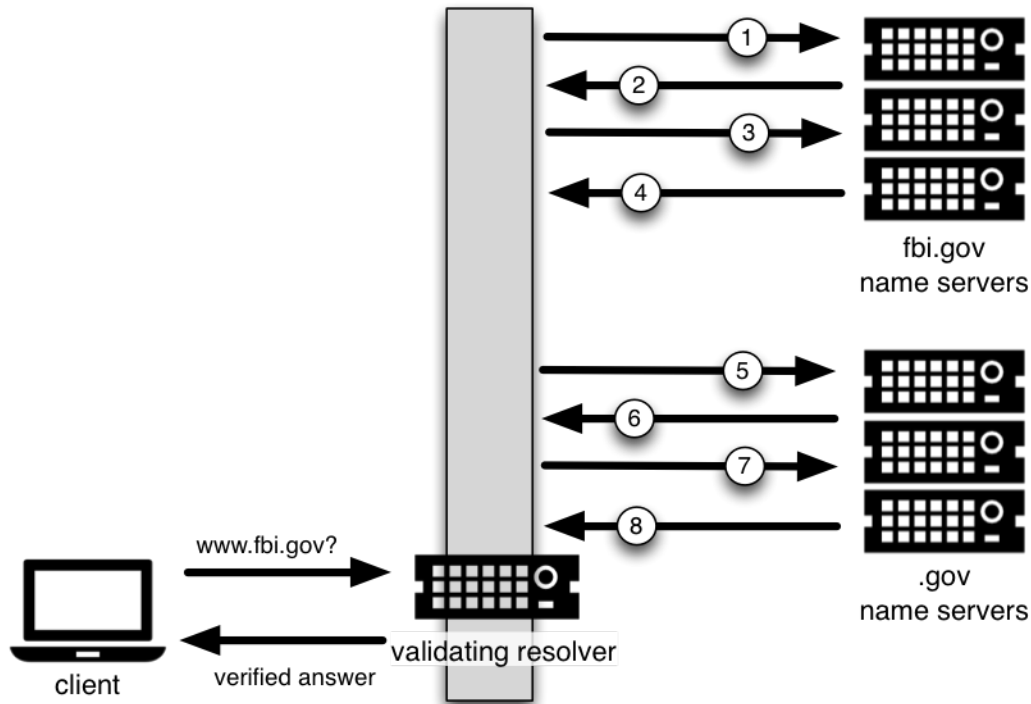 1
2
3
4
fbi.gov
name servers
5
6
7
8
.gov
name servers
www.fbi.gov?
validating resolver
client
verified answer